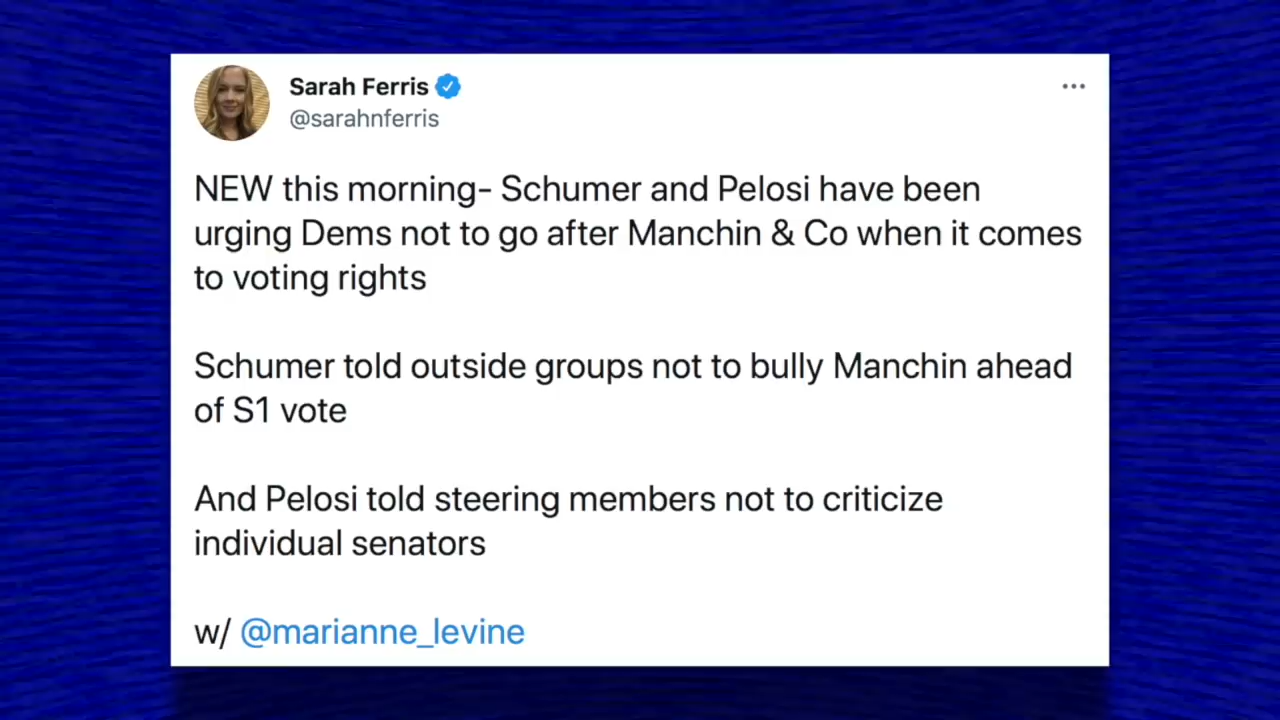 Sarah Ferris
@sarahnferris
NEW this morning- Schumer and Pelosi have been
urging Dems not to go after Manchin & Co when it comes
to voting rights
Schumer told outside groups not to bully Manchin ahead
of S1 vote
And Pelosi told steering members not to criticize
individual senators
w/ @marianne_levine